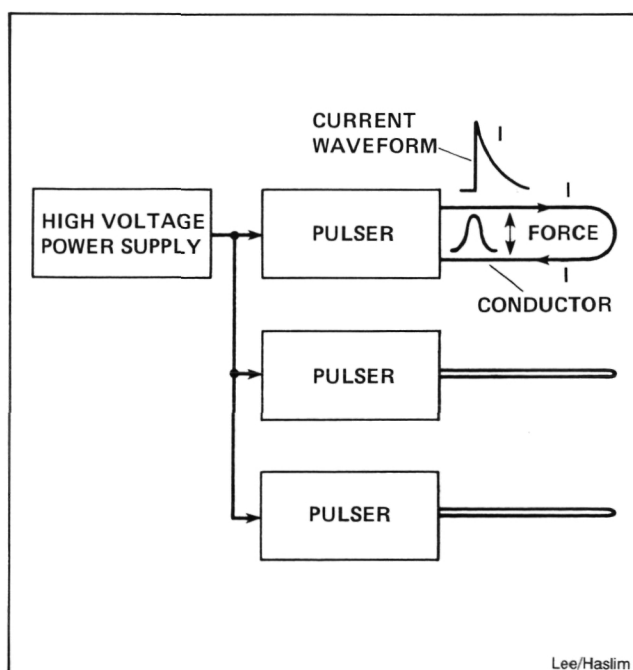 CURRENT
WAVEFORM
I
I
HIGH VOLTAGE
POWER SUPPLY
PULSER
FORCE
I
CONDUCTOR
PULSER
PULSER
Lee/Haslim